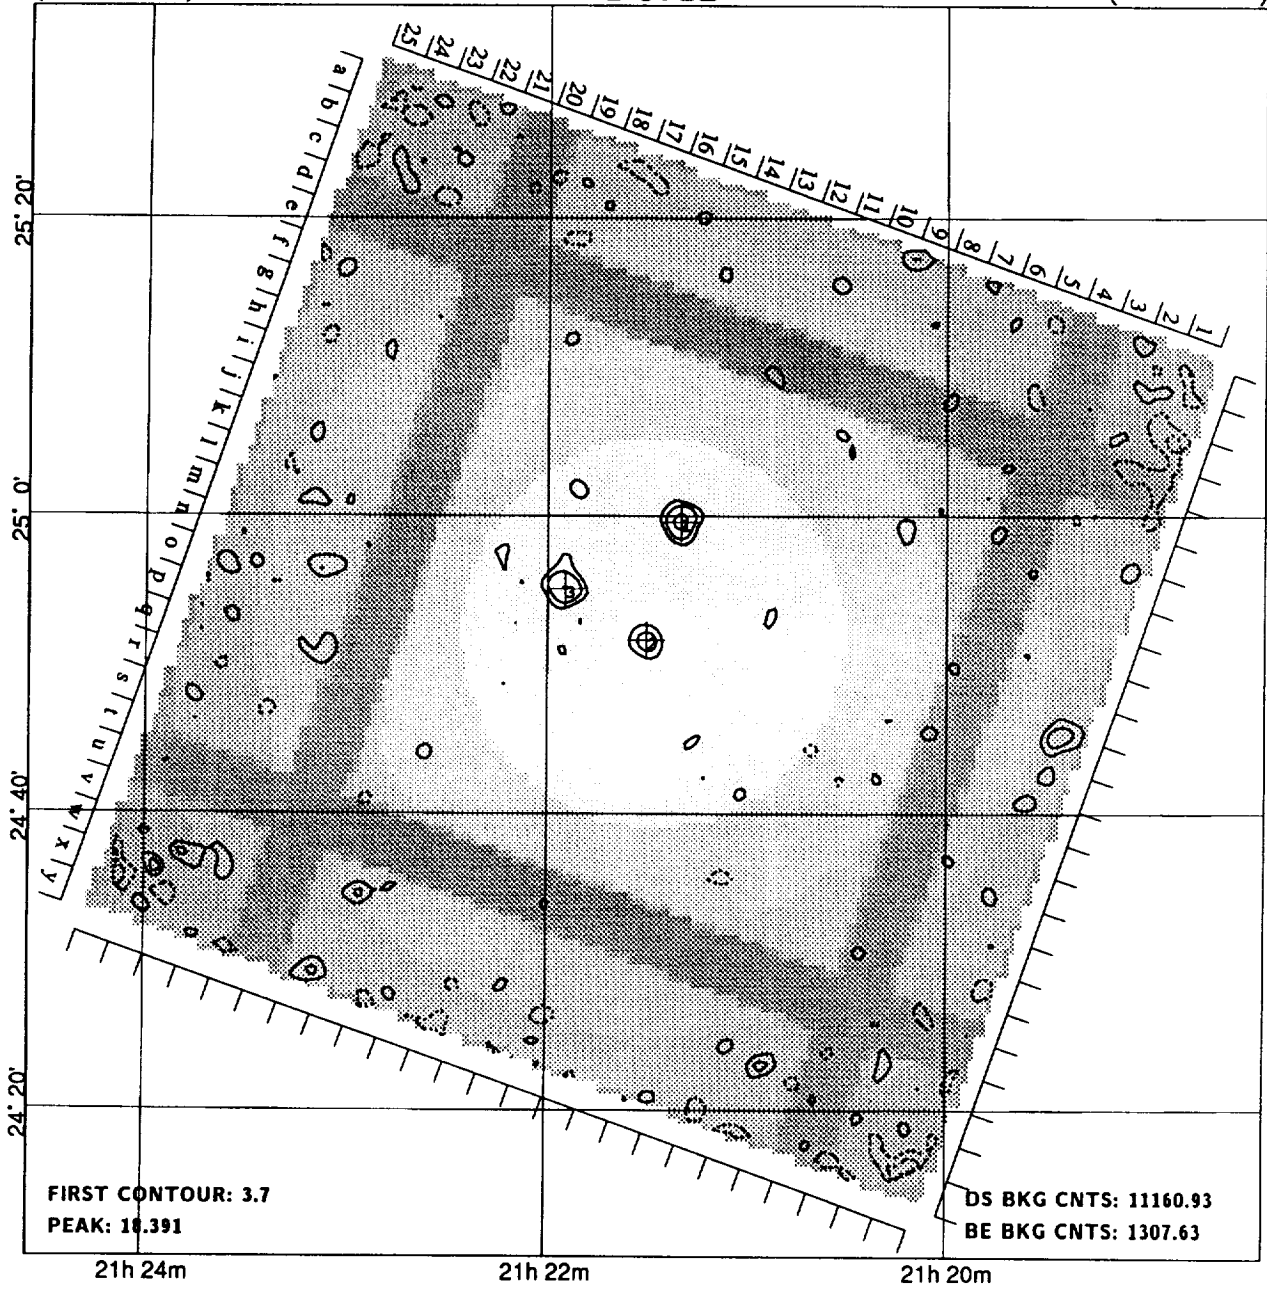 25 24 23 22 21 20 19 18 17 16 15 14 13 12 11 10 9 8 7 6 5 4 3 2 1
a b c d e f g h i j k l m n o p q r s t u v w x y
25° 20'
25° 0'
24° 40'
24° 20'
3
FIRST CONTOUR: 3.7
PEAK: 18.391
DS BKG CNTS: 11160.93
BE BKG CNTS: 1307.63
21h 24m
21h 22m
21h 20m